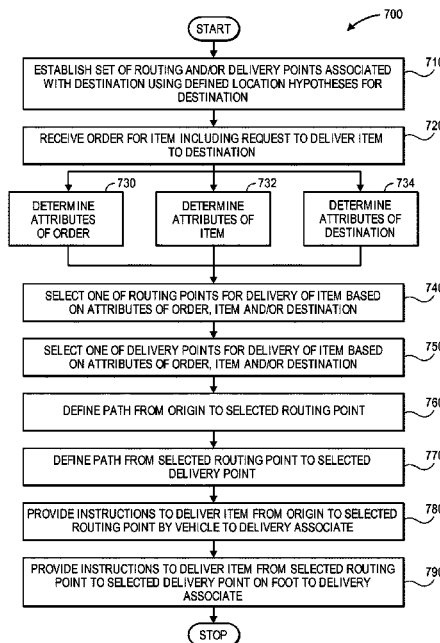 700
START
ESTABLISH SET OF ROUTING AND/OR DELIVERY POINTS ASSOCIATED
WITH DESTINATION USING DEFINED LOCATION HYPOTHESES FOR
DESTINATION
710
RECEIVE ORDER FOR ITEM INCLUDING REQUEST TO DELIVER ITEM
TO DESTINATION
720
730
DETERMINE
ATTRIBUTES
OF ORDER
732
DETERMINE
ATTRIBUTES OF
ITEM
734
DETERMINE
ATTRIBUTES OF
DESTINATION
SELECT ONE OF ROUTING POINTS FOR DELIVERY OF ITEM BASED
ON ATTRIBUTES OF ORDER, ITEM AND/OR DESTINATION
740
SELECT ONE OF DELIVERY POINTS FOR DELIVERY OF ITEM BASED
ON ATTRIBUTES OF ORDER, ITEM AND/OR DESTINATION
750
DEFINE PATH FROM ORIGIN TO SELECTED ROUTING POINT
760
DEFINE PATH FROM SELECTED ROUTING POINT TO SELECTED
DELIVERY POINT
770
PROVIDE INSTRUCTIONS TO DELIVER ITEM FROM ORIGIN TO SELECTED
ROUTING POINT BY VEHICLE TO DELIVERY ASSOCIATE
780
PROVIDE INSTRUCTIONS TO DELIVER ITEM FROM SELECTED ROUTING
POINT TO SELECTED DELIVERY POINT ON FOOT TO DELIVERY
ASSOCIATE
790
STOP